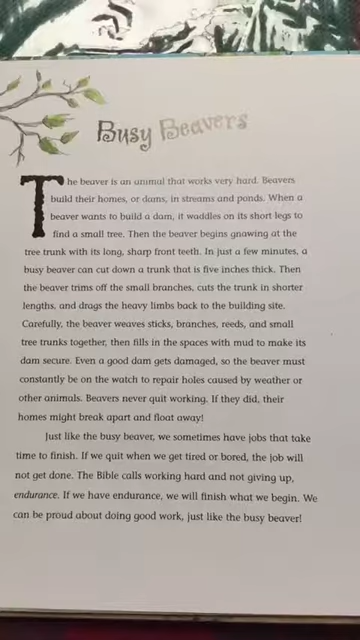 Busy Beavers
The beaver is an animal that works very hard. Beavers
build their homes, or dams, in streams and ponds. When a
beaver wants to build a dam, it waddles on its short legs to
find a small tree. Then the beaver begins gnawing at the
tree trunk with its long, sharp front teeth. In just a few minutes, a
busy beaver can cut down a trunk that is five inches thick. Then
the beaver trims off the small branches, cuts the trunk in shorter
lengths, and drags the heavy limbs back to the building site.
Carefully, the beaver weaves sticks, branches, reeds, and small
tree trunks together, then fills in the spaces with mud to make its
dam secure. Even a good dam gets damaged, so the beaver must
constantly be on the watch to repair holes caused by weather or
other animals. Beavers never quit working. If they did, their
homes might break apart and float away!
Just like the busy beaver, we sometimes have jobs that take
time to finish. If we quit when we get tired or bored, the job will
not get done. The Bible calls working hard and not giving up,
endurance. If we have endurance, we will finish what we begin. We
can be proud about doing good work, just like the busy beaver!